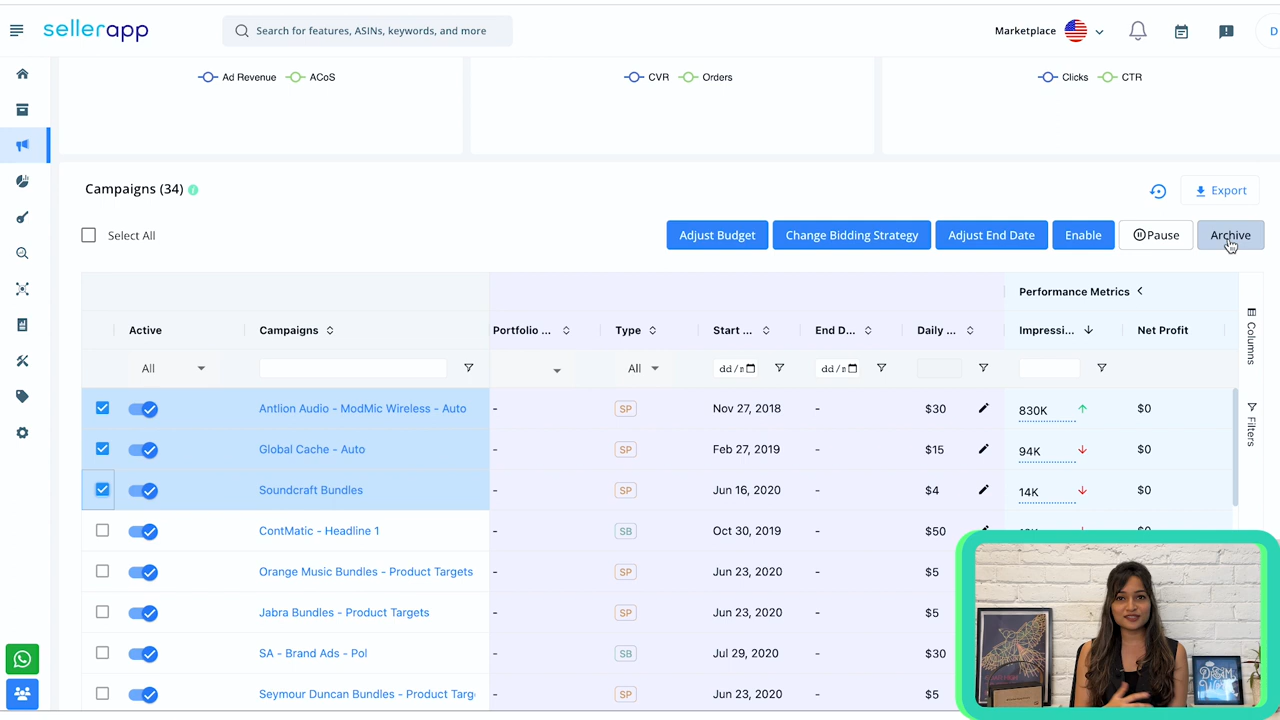 sellerapp
Search for features, ASINs, keywords, and more
Marketplace
D
Ad Revenue ACoS
CVR Orders
Clicks CTR
Campaigns (34)
Export
Select All
Adjust Budget
Change Bidding Strategy
Adjust End Date
Enable
Pause
Archive
Performance Metrics
Active Campaigns Portfolio ... Type Start ... End D... Daily ... Impressi... Net Profit
All All dd/ dd/
Antlion Audio - ModMic Wireless - Auto - SP Nov 27, 2018 - $30 830K $0
Global Cache - Auto - SP Feb 27, 2019 - $15 94K $0
Soundcraft Bundles - SP Jun 16, 2020 - $4 14K $0
ContMatic - Headline 1 - SB Oct 30, 2019 - $50
Orange Music Bundles - Product Targets - SP Jun 23, 2020 - $5
Jabra Bundles - Product Targets - SP Jun 23, 2020 - $5
SA - Brand Ads - Pol - SB Jul 29, 2020 - $30
Seymour Duncan Bundles - Product Targ - SP Jun 23, 2020 - $5
Columns
Filters